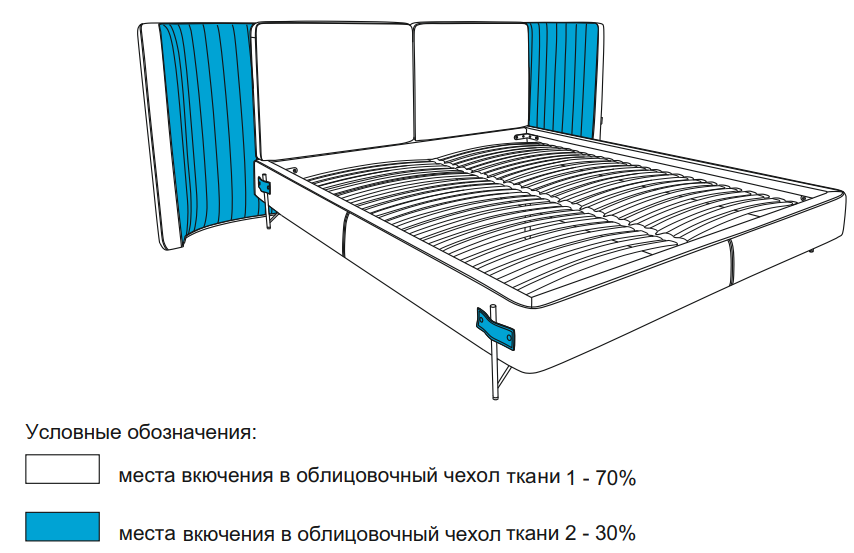 Условные обозначения:
места вкючения в облицовочный чехол ткани 1 - 70%
места вкючения в облицовочный чехол ткани 2 - 30%